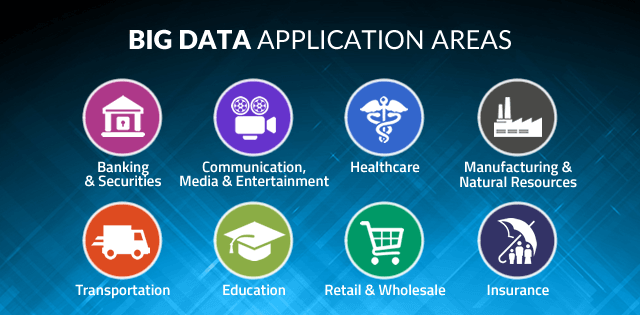 BIG DATA APPLICATION AREAS
Banking
& Securities
Communication,
Media & Entertainment
Healthcare
Manufacturing &
Natural Resources
Transportation
Education
Retail & Wholesale
Insurance